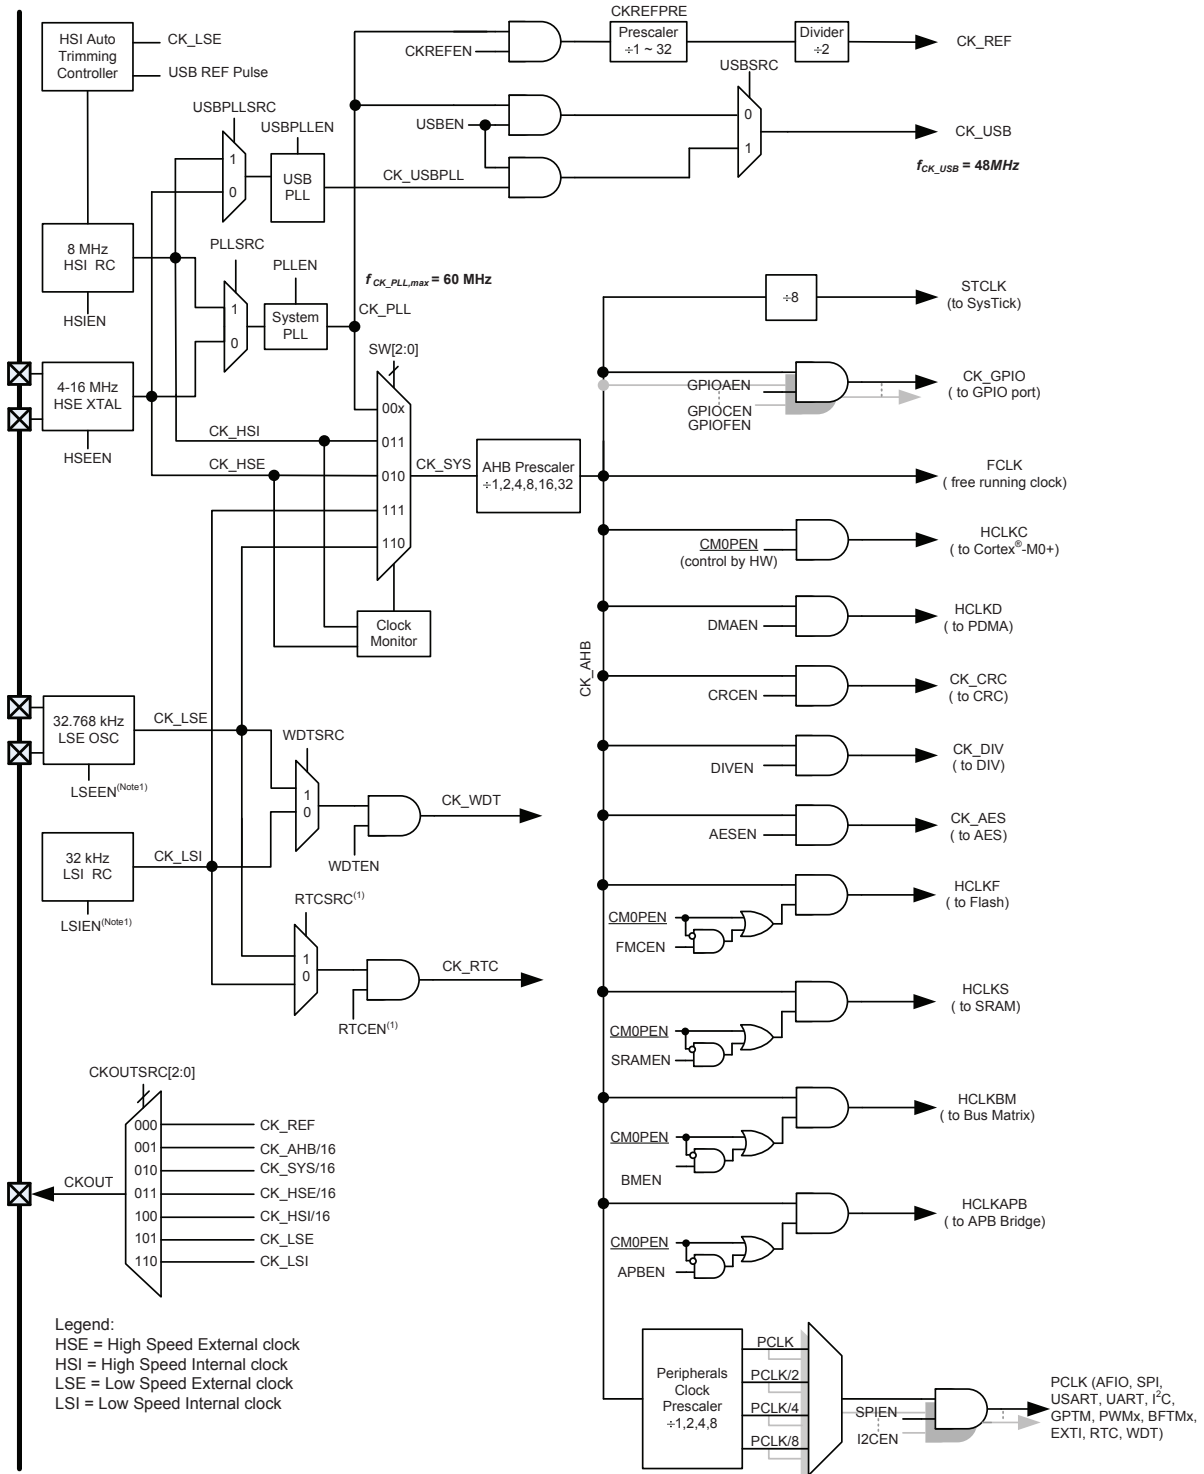 HSI Auto
Trimming
Controller
CK_LSE
USB REF Pulse
CKREFPRE
Prescaler
÷1 ~ 32
Divider
÷2
CK_REF
CKREFEN
USBSRC
USBPLLSRC
USBPLLEN
USBEN
0
1
CK_USB
f CK_USB = 48MHz
1
0
USB
PLL
CK_USBPLL
8 MHz
HSI RC
HSIEN
PLLSRC
PLLEN
f CK_PLL,max = 60 MHz
1
0
System
PLL
CK_PLL
÷8
STCLK
(to SysTick)
4-16 MHz
HSE XTAL
HSEEN
SW[2:0]
00x
011
010
111
110
CK_HSI
CK_HSE
CK_SYS
AHB Prescaler
÷1,2,4,8,16,32
Clock
Monitor
GPIOAEN
GPIOCEN
GPIOFEN
CK_GPIO
( to GPIO port)
FCLK
( free running clock)
CM0PEN
(control by HW)
HCLKC
( to Cortex®-M0+)
DMAEN
HCLKD
( to PDMA)
CK_AHB
CRCEN
CK_CRC
( to CRC)
32.768 kHz
LSE OSC
CK_LSE
LSEEN(Note1)
WDTSRC
1
0
CK_WDT
WDTEN
DIVEN
CK_DIV
( to DIV)
AESEN
CK_AES
( to AES)
32 kHz
LSI RC
CK_LSI
LSIEN(Note1)
RTCSRC(1)
1
0
CK_RTC
RTCEN(1)
CM0PEN
FMCEN
HCLKF
( to Flash)
CM0PEN
SRAMEN
HCLKS
( to SRAM)
CKOUTSRC[2:0]
000
CK_REF
001
CK_AHB/16
010
CK_SYS/16
CKOUT
011
CK_HSE/16
100
CK_HSI/16
101
CK_LSE
110
CK_LSI
CM0PEN
BMEN
HCLKBM
( to Bus Matrix)
CM0PEN
APBEN
HCLKAPB
( to APB Bridge)
Legend:
HSE = High Speed External clock
HSI = High Speed Internal clock
LSE = Low Speed External clock
LSI = Low Speed Internal clock
Peripherals
Clock
Prescaler
÷1,2,4,8
PCLK
PCLK/2
PCLK/4
PCLK/8
SPIEN
I2CEN
PCLK (AFIO, SPI,
USART, UART, I²C,
GPTM, PWMx, BFTMx,
EXTI, RTC, WDT)